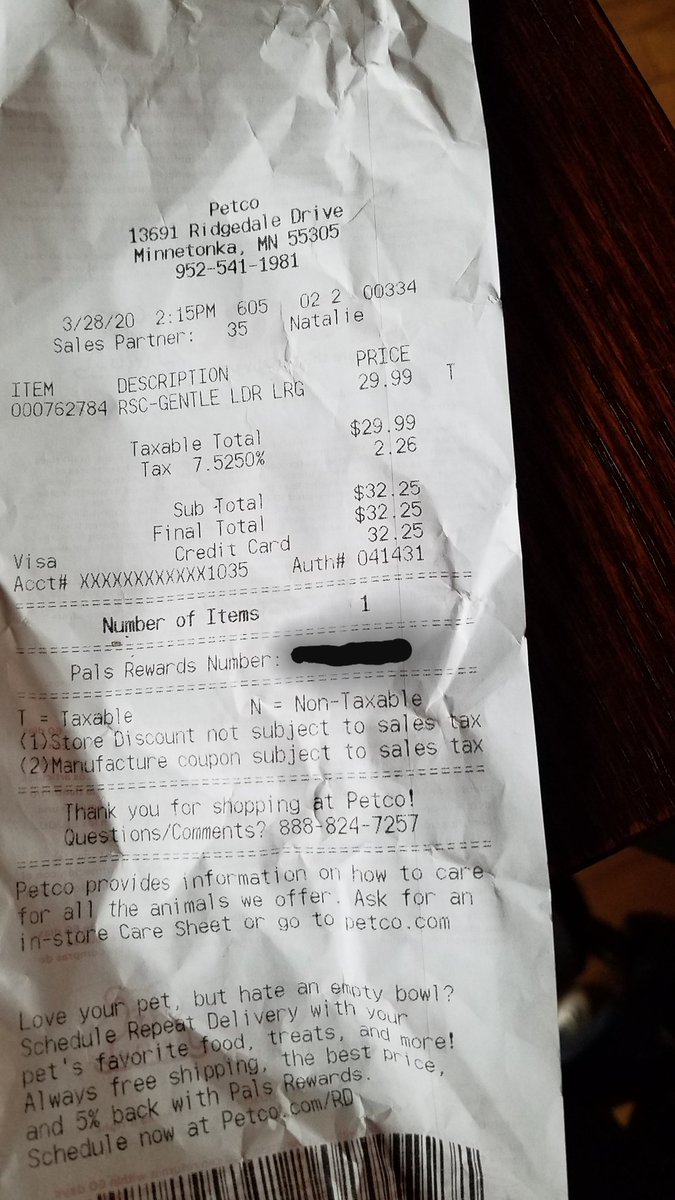 Petco
13691 Ridgedale Drive
Minnetonka, MN 55305
952-541-1981
3/28/20 2:15PM 605 02 2 00334
Sales Partner: 35 Natalie
ITEM DESCRIPTION PRICE
000762784 RSC-GENTLE LDR LRG 29.99 T
Taxable Total $29.99
Tax 7.5250% 2.26
Sub Total $32.25
Final Total $32.25
Credit Card 32.25
Visa
Acct# XXXXXXXXXXXX1035 Auth# 041431
Number of Items 1
Pals Rewards Number:
T = Taxable N = Non-Taxable
(1)Store Discount not subject to sales tax
(2)Manufacture coupon subject to sales tax
Thank you for shopping at Petco!
Questions/Comments? 888-824-7257
Petco provides information on how to care
for all the animals we offer. Ask for an
in-store Care Sheet or go to petco.com
Love your pet, but hate an empty bowl?
Schedule Repeat Delivery with your
pet's favorite food, treats, and more!
Always free shipping, the best price,
and 5% back with Pals Rewards.
Schedule now at Petco.com/RD